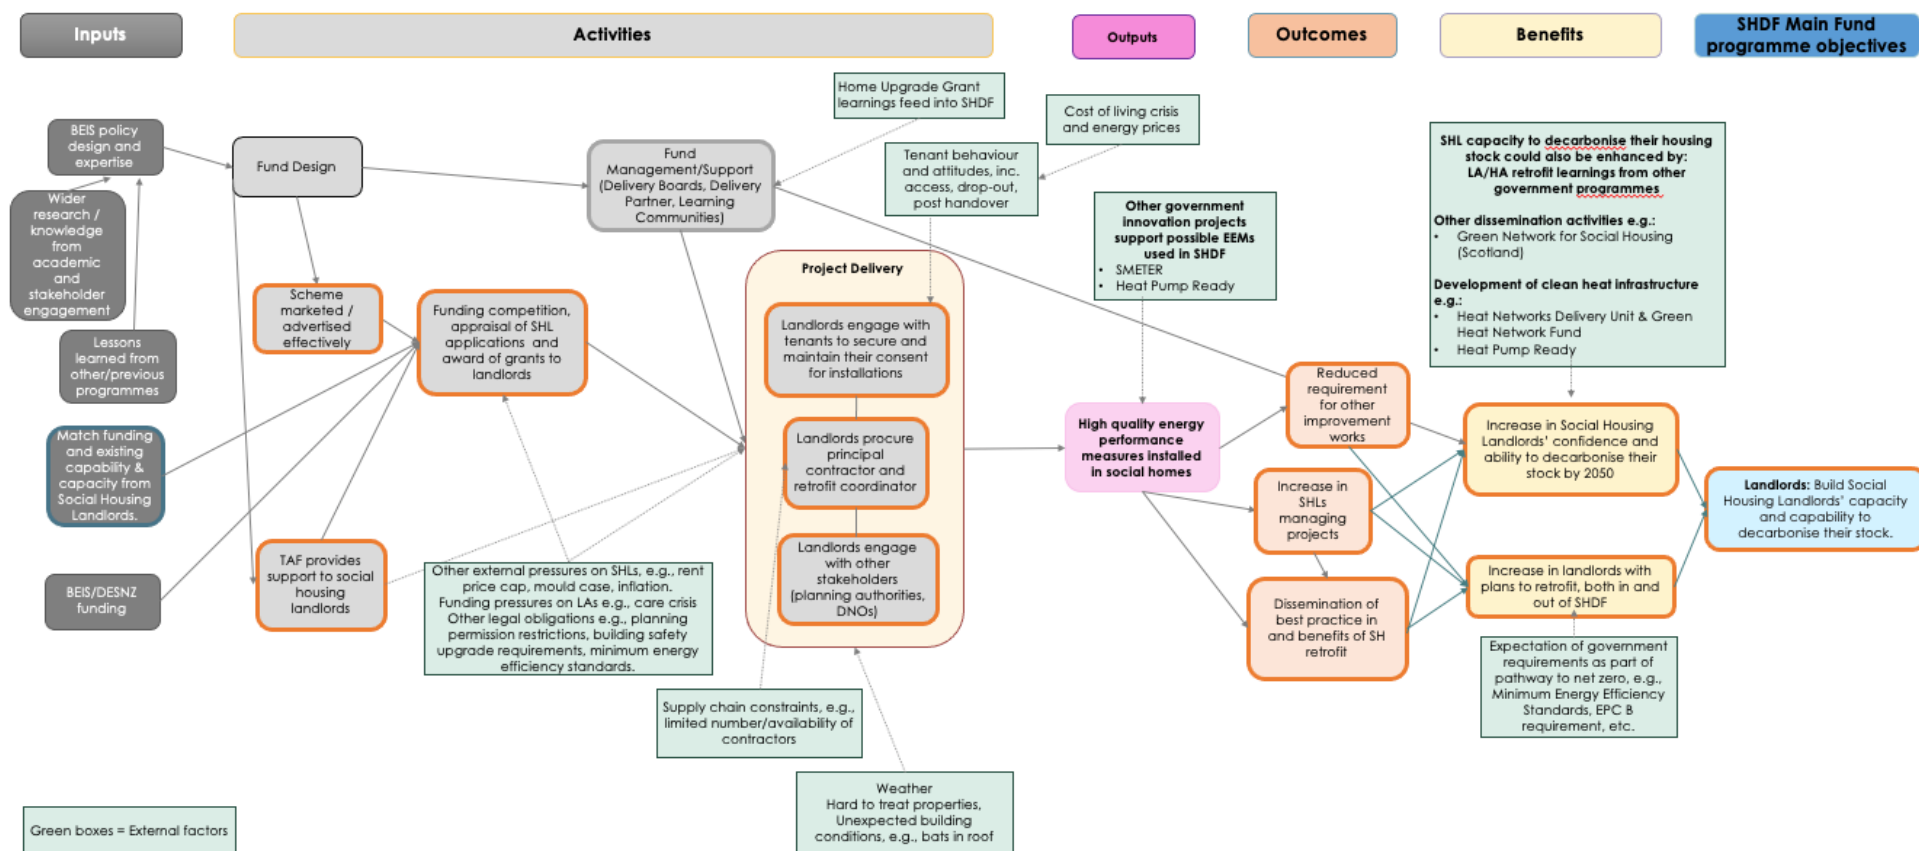 Inputs
Activities
Outputs
Outcomes
Benefits
SHDF Main Fund
programme objectives
BEIS policy
design and
expertise
Wider
research /
knowledge
from
academic
and
stakeholder
engagement
Lessons
learned from
other/previous
programmes
Match funding
and existing
capability &
capacity from
Social Housing
Landlords.
BEIS/DESNZ
funding
Fund Design
Scheme
marketed /
advertised
effectively
TAF provides
support to social
housing
landlords
Funding competition,
appraisal of SHL
applications and
award of grants to
landlords
Fund
Management/Support
(Delivery Boards, Delivery
Partner, Learning
Communities)
Home Upgrade Grant
learnings feed into SHDF
Cost of living crisis
and energy prices
Tenant behaviour
and attitudes, inc.
access, drop-out,
post handover
Other external pressures on SHLs, e.g., rent
price cap, mould case, inflation.
Funding pressures on LAs e.g., care crisis
Other legal obligations e.g., planning
permission restrictions, building safety
upgrade requirements, minimum energy
efficiency standards.
Project Delivery
Landlords engage with
tenants to secure and
maintain their consent
for installations
Landlords procure
principal
contractor and
retrofit coordinator
Landlords engage
with other
stakeholders
(planning authorities,
DNOs)
Supply chain constraints, e.g.,
limited number/availability of
contractors
Weather
Hard to treat properties,
Unexpected building
conditions, e.g., bats in roof
Other government
innovation projects
support possible EEMs
used in SHDF
• SMETER
• Heat Pump Ready
High quality energy
performance
measures installed
in social homes
Reduced
requirement
for other
improvement
works
Increase in
SHLs
managing
projects
Dissemination of
best practice in
and benefits of SH
retrofit
SHL capacity to decarbonise their housing
stock could also be enhanced by:
LA/HA retrofit learnings from other
government programmes
Other dissemination activities e.g.:
• Green Network for Social Housing
(Scotland)
Development of clean heat infrastructure
e.g.:
• Heat Networks Delivery Unit & Green
Heat Network Fund
• Heat Pump Ready
Increase in Social Housing
Landlords' confidence and
ability to decarbonise their
stock by 2050
Increase in landlords with
plans to retrofit, both in and
out of SHDF
Expectation of government
requirements as part of
pathway to net zero, e.g.,
Minimum Energy Efficiency
Standards, EPC B
requirement, etc.
Landlords: Build Social
Housing Landlords' capacity
and capability to
decarbonise their stock.
Green boxes = External factors